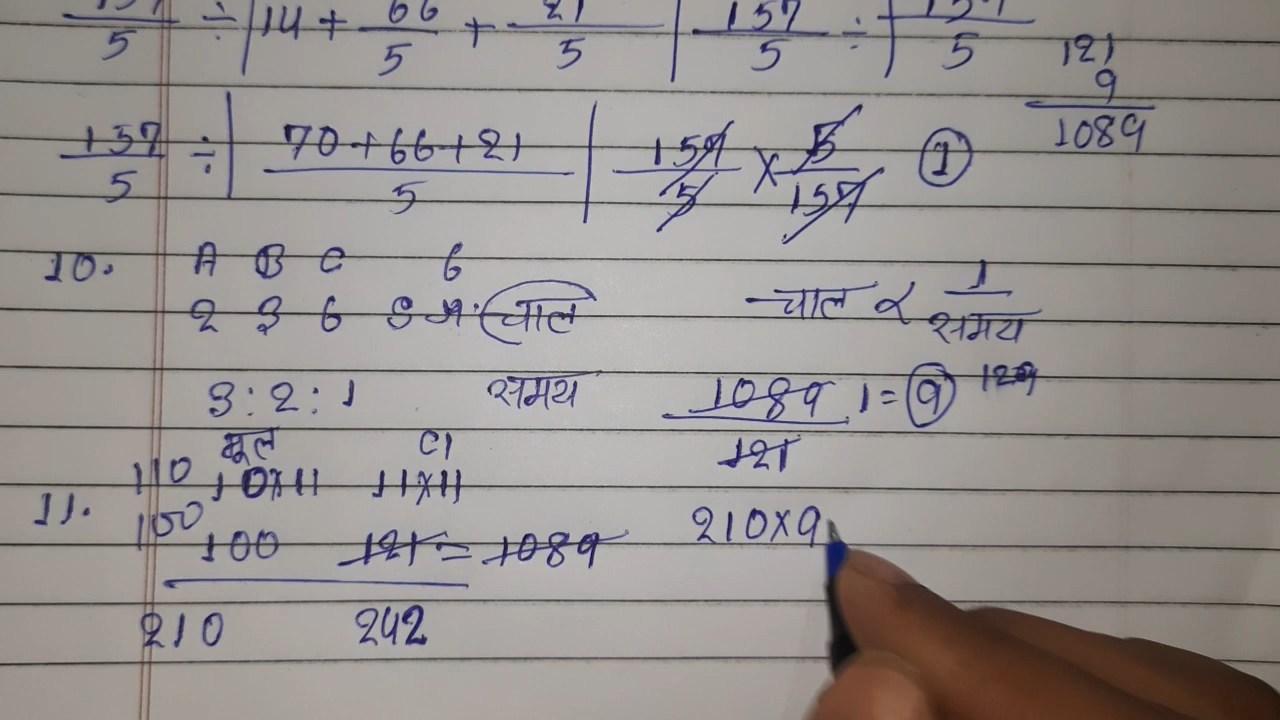 157/5 ÷ | 14 + 66/5 + 21/5 | 157/5 ÷ | 157/5
121
9
1089
157/5 ÷ | 70+66+21/5 | 157/5 × 5/157 ①
10. A B C 6
2 3 6 चाल चाल ∝ 1/समय
3:2:1 समय 1089/121 1=⑨
मूल CI
110 10×11 11×11
11. 100
100 121=1089 210×9
210 242